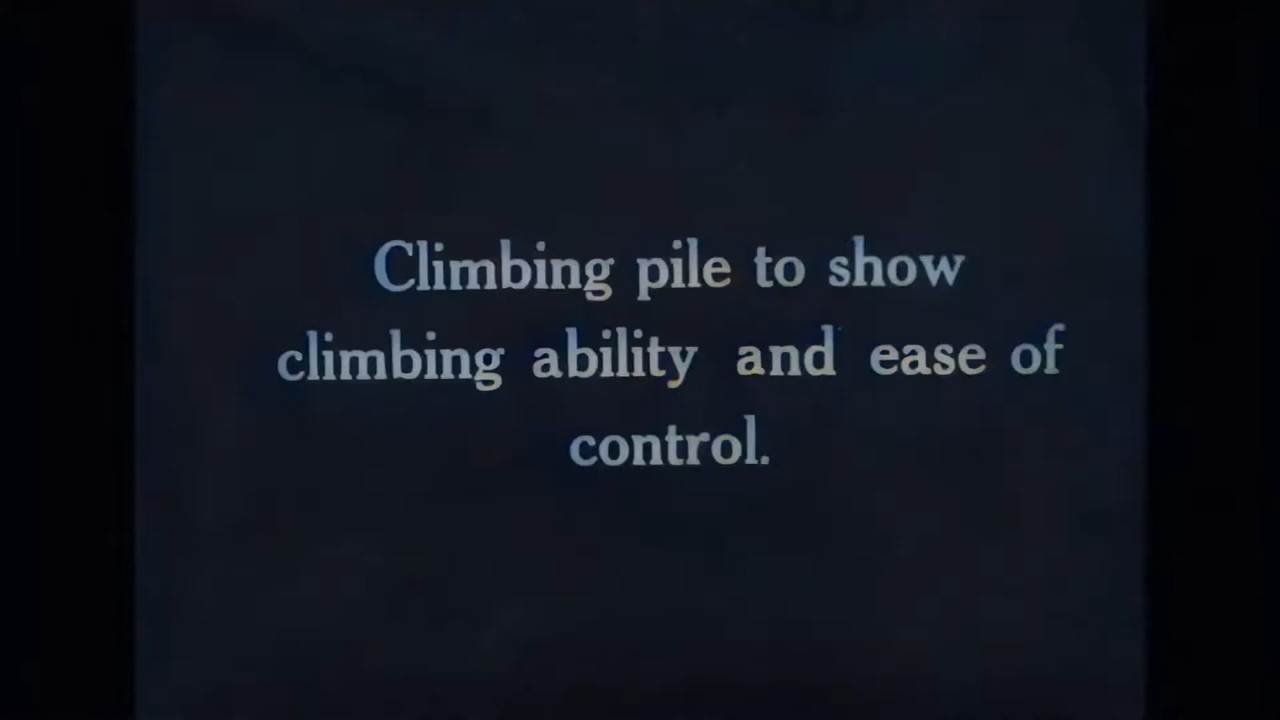 Climbing pile to show
climbing ability and ease of
control.